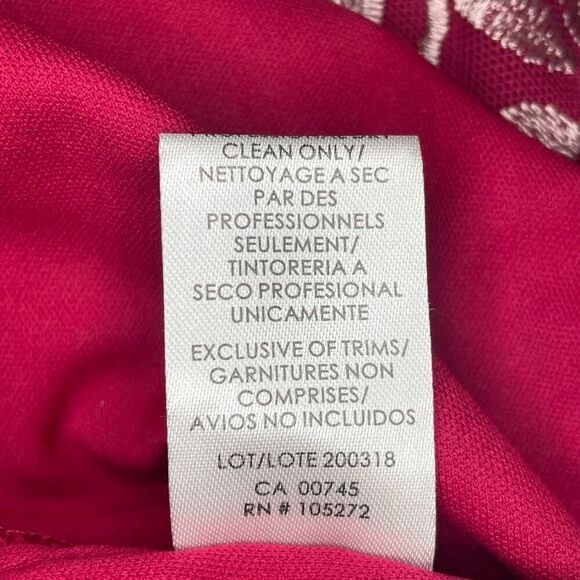 CLEAN ONLY/
NETTOYAGE A SEC
PAR DES
PROFESSIONNELS
SEULEMENT/
TINTORERIA A
SECO PROFESIONAL
UNICAMENTE
EXCLUSIVE OF TRIMS/
GARNITURES NON
COMPRISES/
AVIOS NO INCLUIDOS
LOT/LOTE 200318
CA 00745
RN # 105272